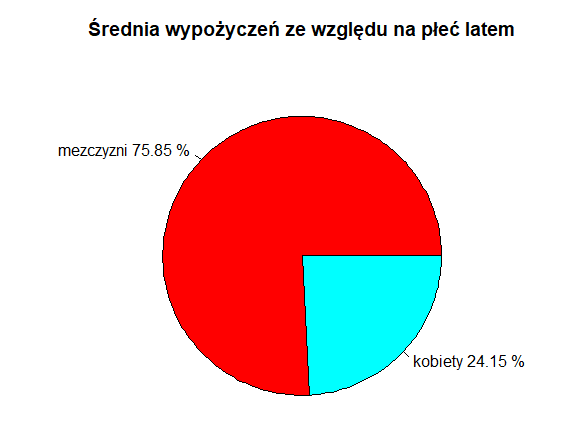 Średnia wypożyczeń ze względu na płeć latem
mezczyzni 75.85 %
kobiety 24.15 %